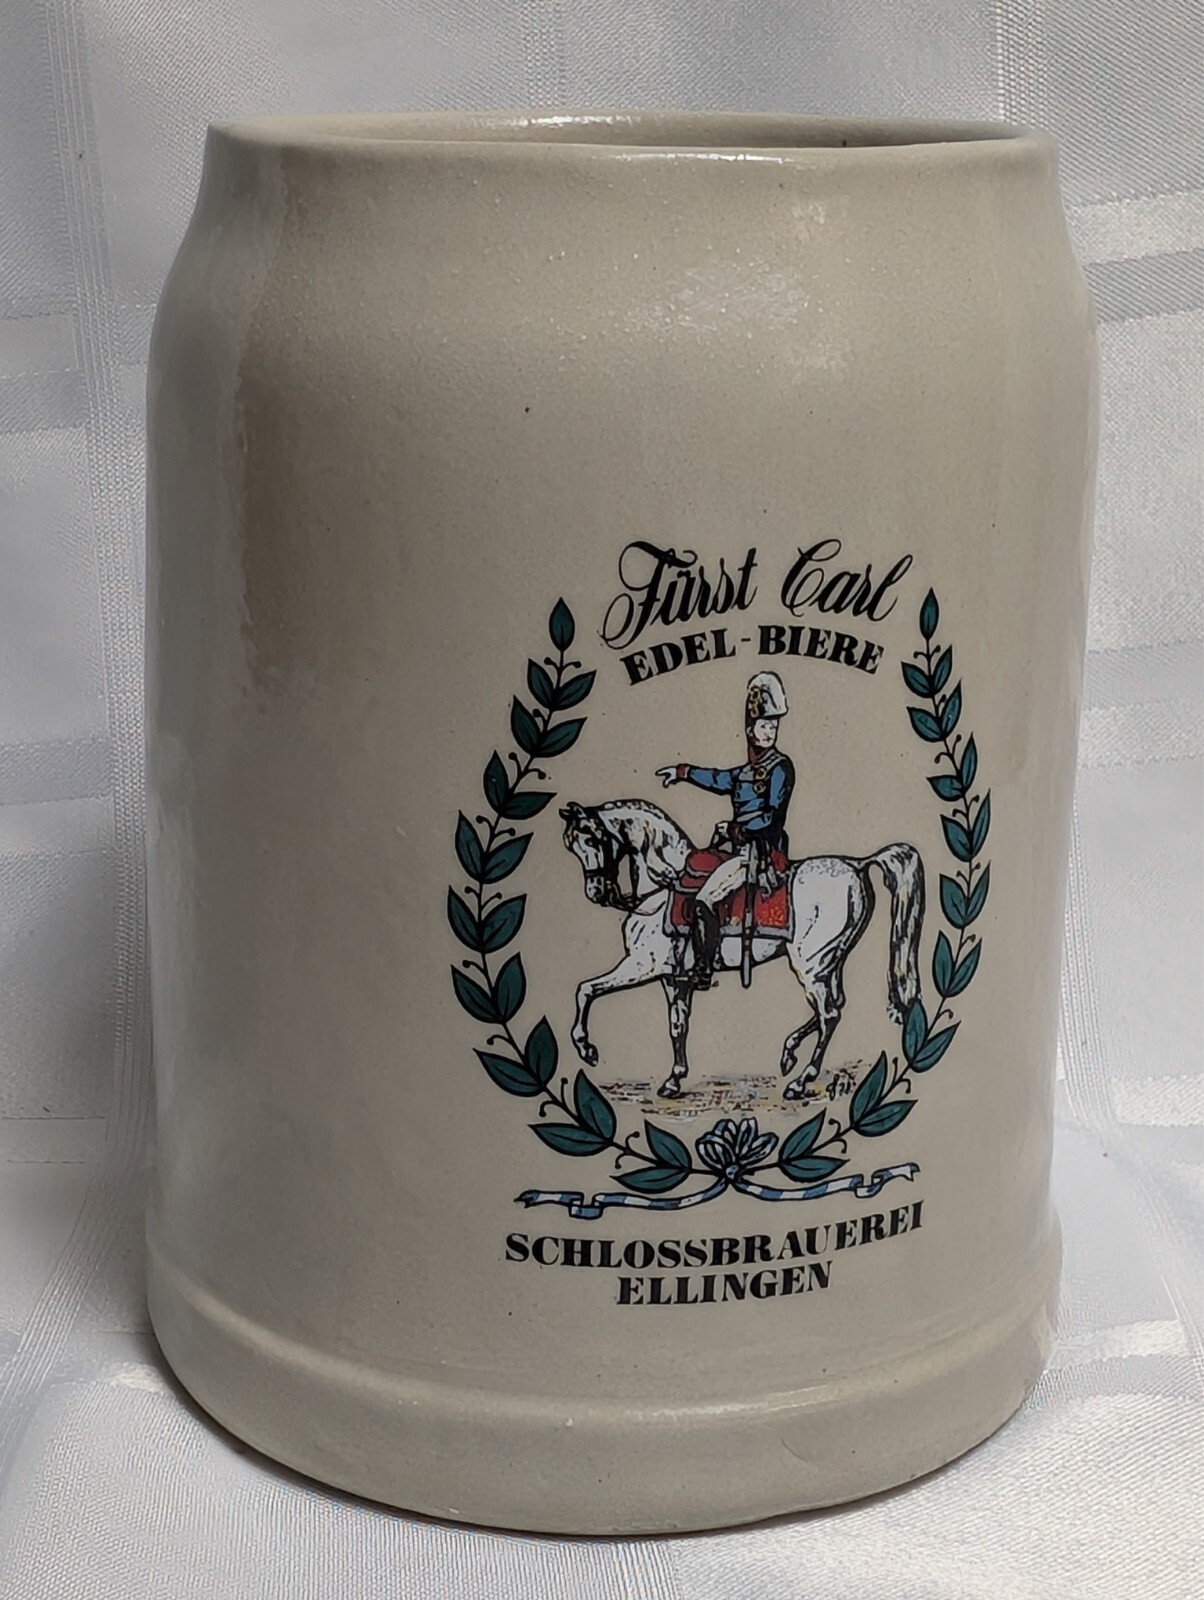 Fürst Carl
EDEL-BIERE
SCHLOSSBRAUEREI
ELLINGEN